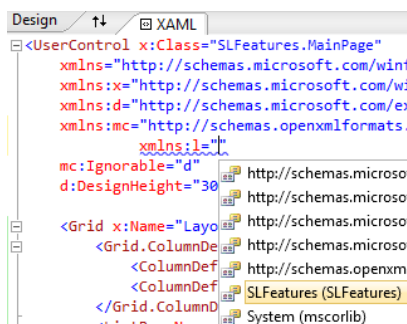 Design ↑↓ XAML
<UserControl x:Class="SLFeatures.MainPage"
xmlns="http://schemas.microsoft.com/winf
xmlns:x="http://schemas.microsoft.com/wi
xmlns:d="http://schemas.microsoft.com/ex
xmlns:mc="http://schemas.openxmlformats.
xmlns:l=""
mc:Ignorable="d"
d:DesignHeight="30
<Grid x:Name="Layo
<Grid.ColumnDe
<ColumnDef
<ColumnDef
</Grid.ColumnD
http://schemas.microso
http://schemas.microso
http://schemas.microso
http://schemas.microso
http://schemas.openxm
SLFeatures (SLFeatures)
System (mscorlib)